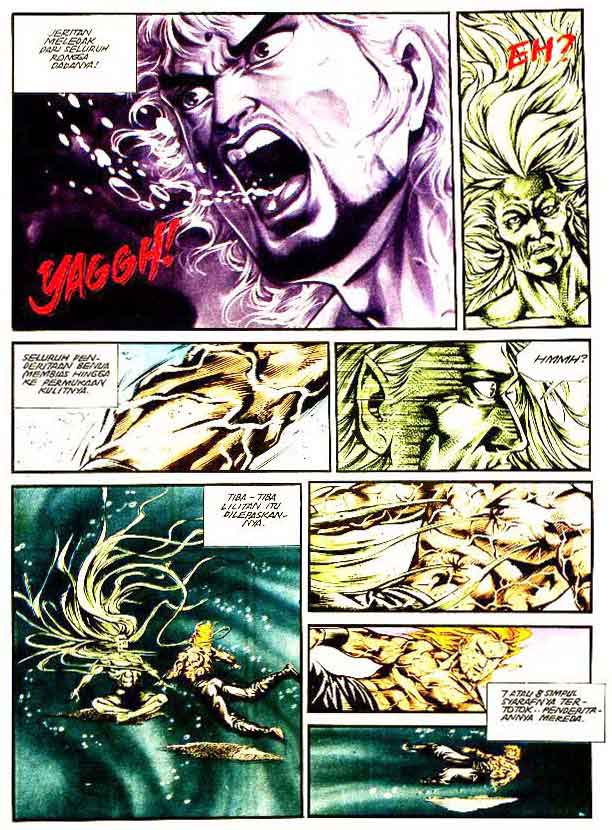 JERITAN
MELEDAK
DARI SELURUH
RONGGA
DADANYA!
YAGGH!
EH?
SELURUH PEN-
DERITAAN BENUA
MEMBIAS HINGGA
KE PERMUKAAN
KULITNYA.
HMMH?
TIBA-TIBA
LILITAN ITU
DILEPASKAN-
NYA.
7 ATAU 8 SIMPUL
SYARAFNYA TER-
TOTOK.. PENDERITA-
ANNYA MEREDA.